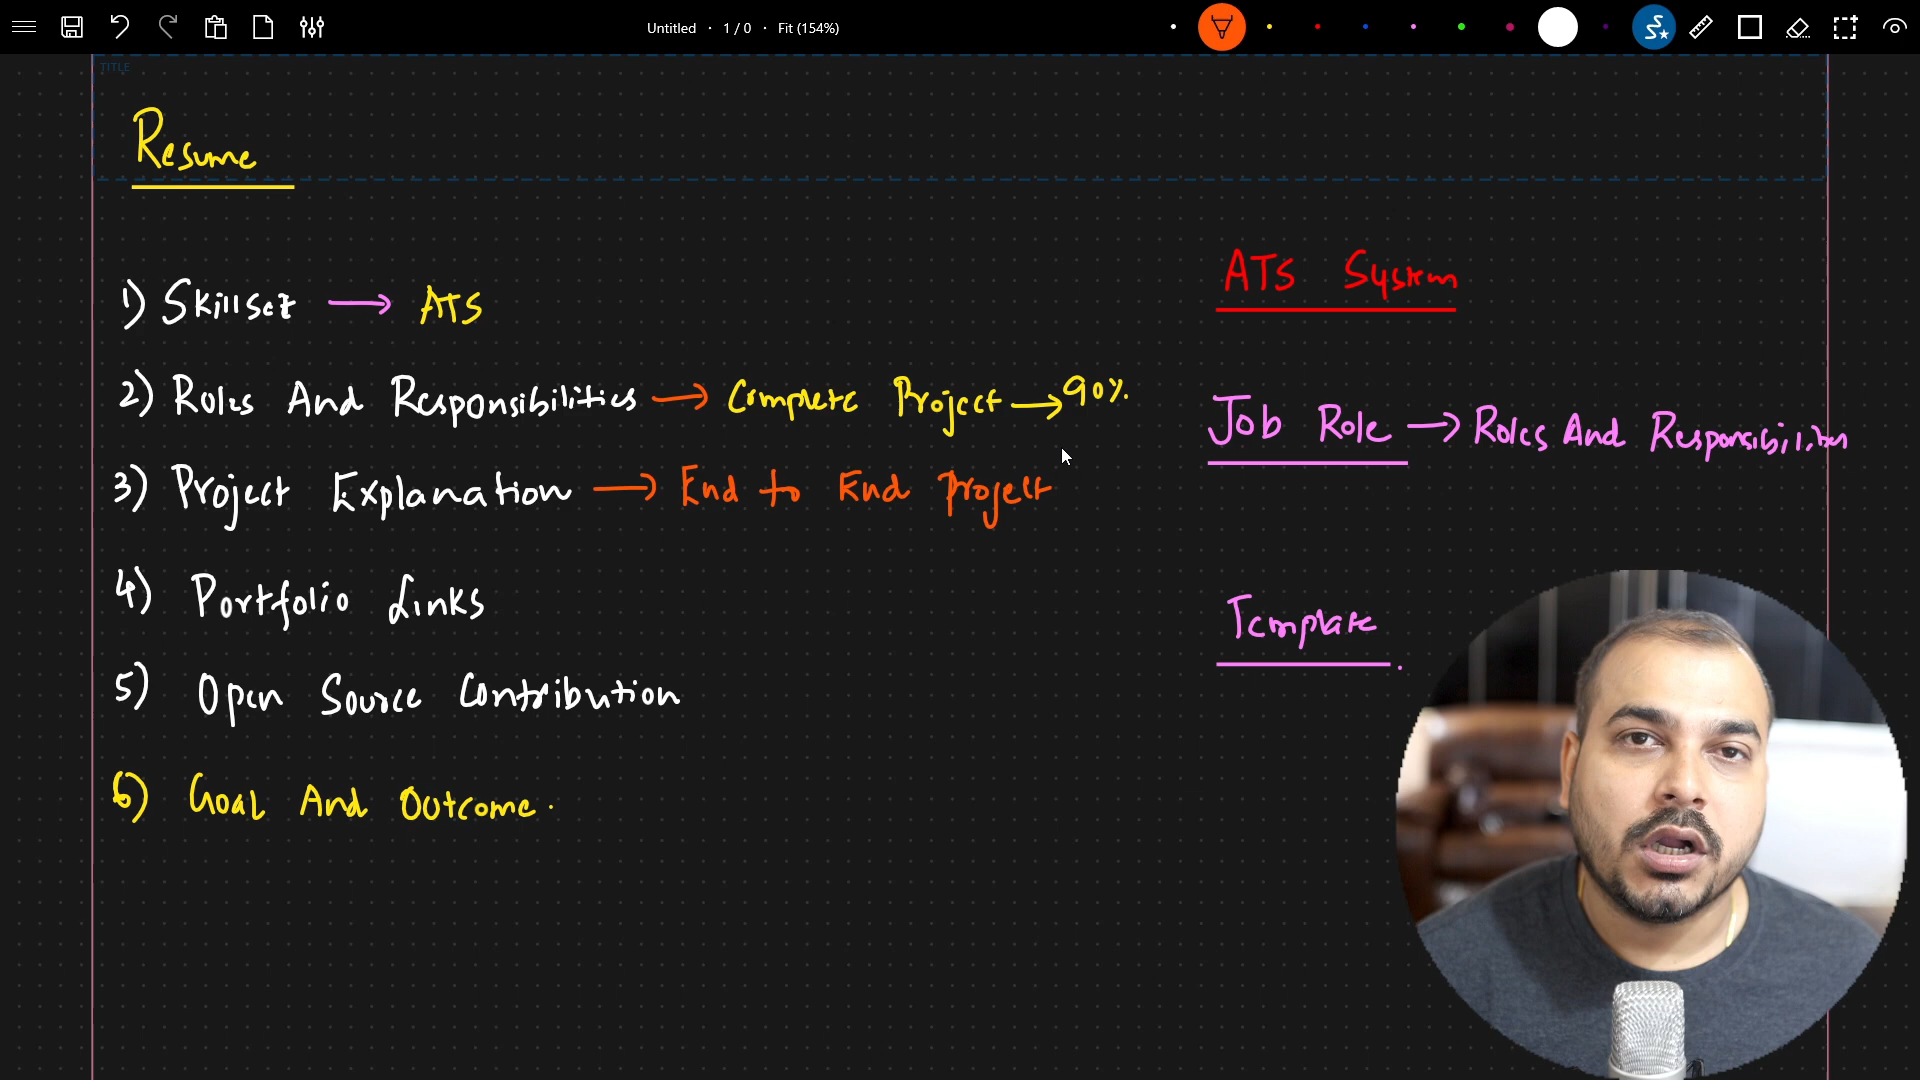 Untitled · 1 / 0 · Fit (154%)
TITLE
Resume
1) Skillset → ATS
2) Roles And Responsibilities → Complete Project → 90%.
3) Project Explanation → End to End Project
4) Portfolio Links
5) Open Source Contribution
6) Goal And Outcome.
ATS System
Job Role → Roles And Responsibilities
Template.